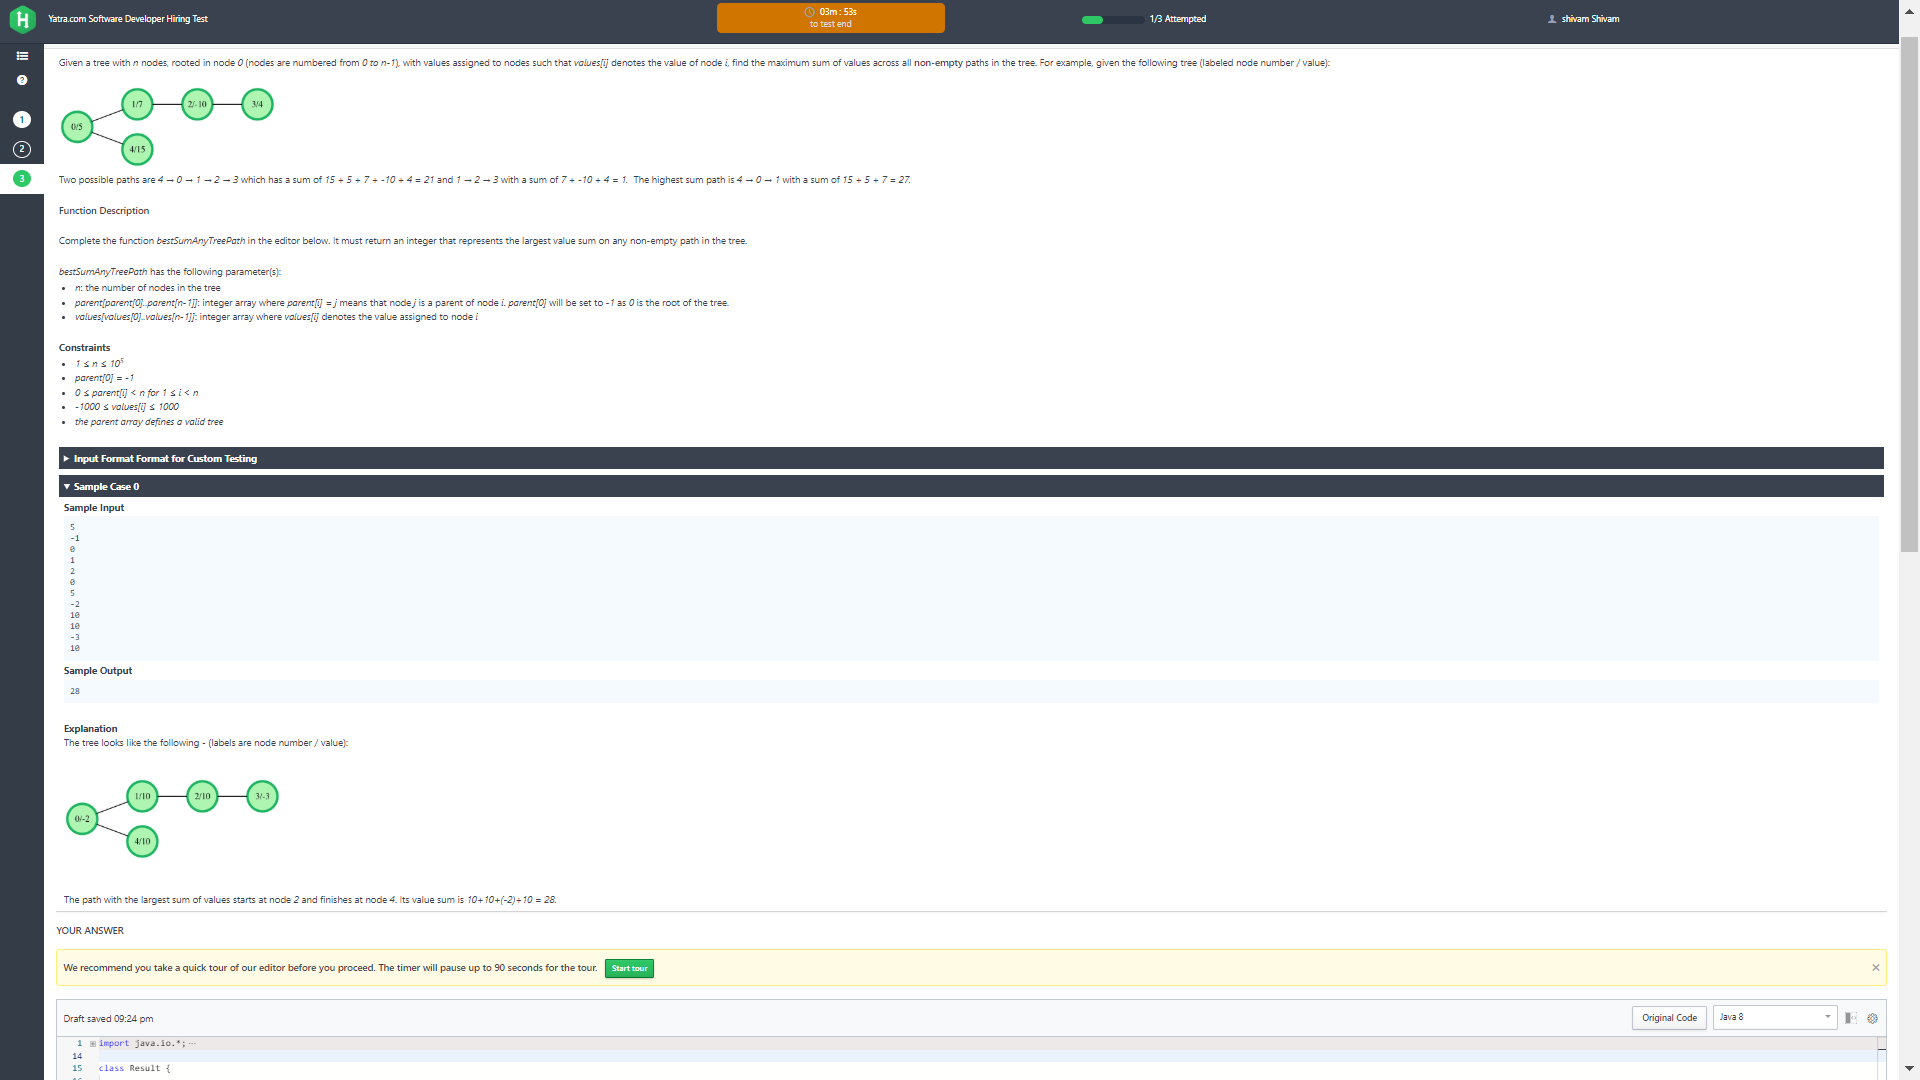 Yatra.com Software Developer Hiring Test
03m : 53s
to test end
1/3 Attempted
shivam Shivam
Given a tree with n nodes, rooted in node 0 (nodes are numbered from 0 to n-1), with values assigned to nodes such that values[i] denotes the value of node i, find the maximum sum of values across all non-empty paths in the tree. For example, given the following tree (labeled node number / value):
1/7
2/-10
3/4
0/5
4/15
1
2
3
Two possible paths are 4 → 0 → 1 → 2 → 3 which has a sum of 15 + 5 + 7 + -10 + 4 = 21 and 1 → 2 → 3 with a sum of 7 + -10 + 4 = 1. The highest sum path is 4 → 0 → 1 with a sum of 15 + 5 + 7 = 27.
Function Description
Complete the function bestSumAnyTreePath in the editor below. It must return an integer that represents the largest value sum on any non-empty path in the tree.
bestSumAnyTreePath has the following parameter(s):
• n: the number of nodes in the tree
• parent[parent[0]..parent[n-1]]: integer array where parent[i] = j means that node j is a parent of node i. parent[0] will be set to -1 as 0 is the root of the tree.
• values[values[0]..values[n-1]]: integer array where values[i] denotes the value assigned to node i
Constraints
• 1 ≤ n ≤ 10⁵
• parent[0] = -1
• 0 ≤ parent[i] < n for 1 ≤ i < n
• -1000 ≤ values[i] ≤ 1000
• the parent array defines a valid tree
Input Format Format for Custom Testing
Sample Case 0
Sample Input
5
-1
0
1
2
0
5
-2
10
10
-3
10
Sample Output
28
Explanation
The tree looks like the following - (labels are node number / value):
1/10
2/10
3/-3
0/-2
4/10
The path with the largest sum of values starts at node 2 and finishes at node 4. Its value sum is 10+10+(-2)+10 = 28.
YOUR ANSWER
We recommend you take a quick tour of our editor before you proceed. The timer will pause up to 90 seconds for the tour. Start tour
Draft saved 09:24 pm
Original Code
Java 8
1 import java.io.*; ···
14
15 class Result {